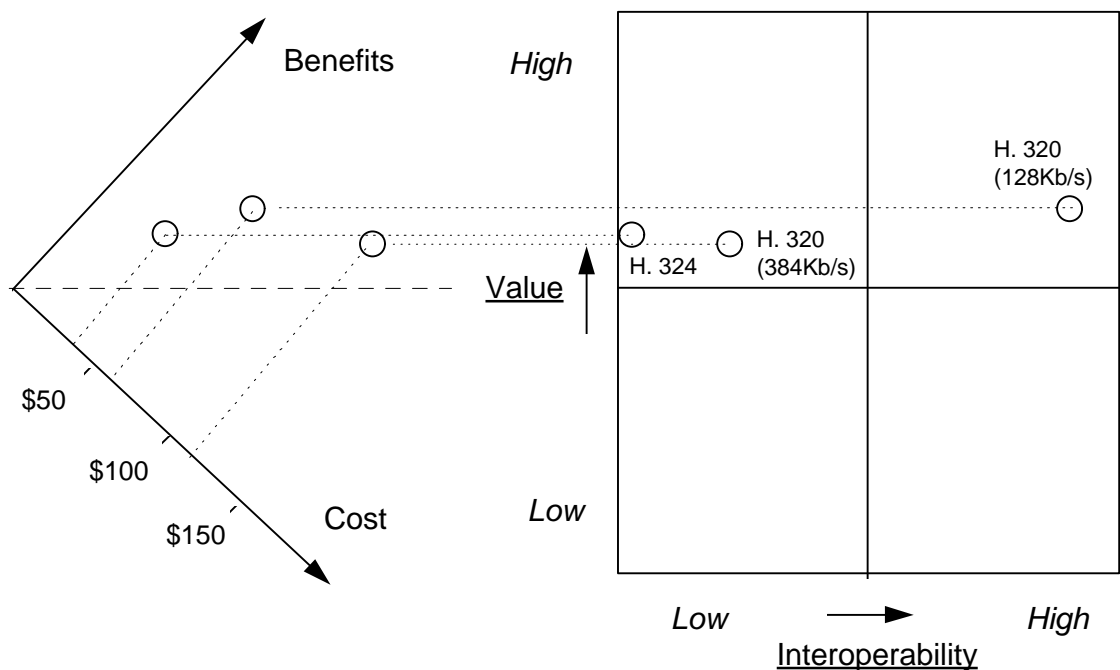 Benefits
High
H. 320
(128Kb/s)
H. 320
(384Kb/s)
H. 324
Value
$50
$100
$150
Cost
Low
Low
High
Interoperability